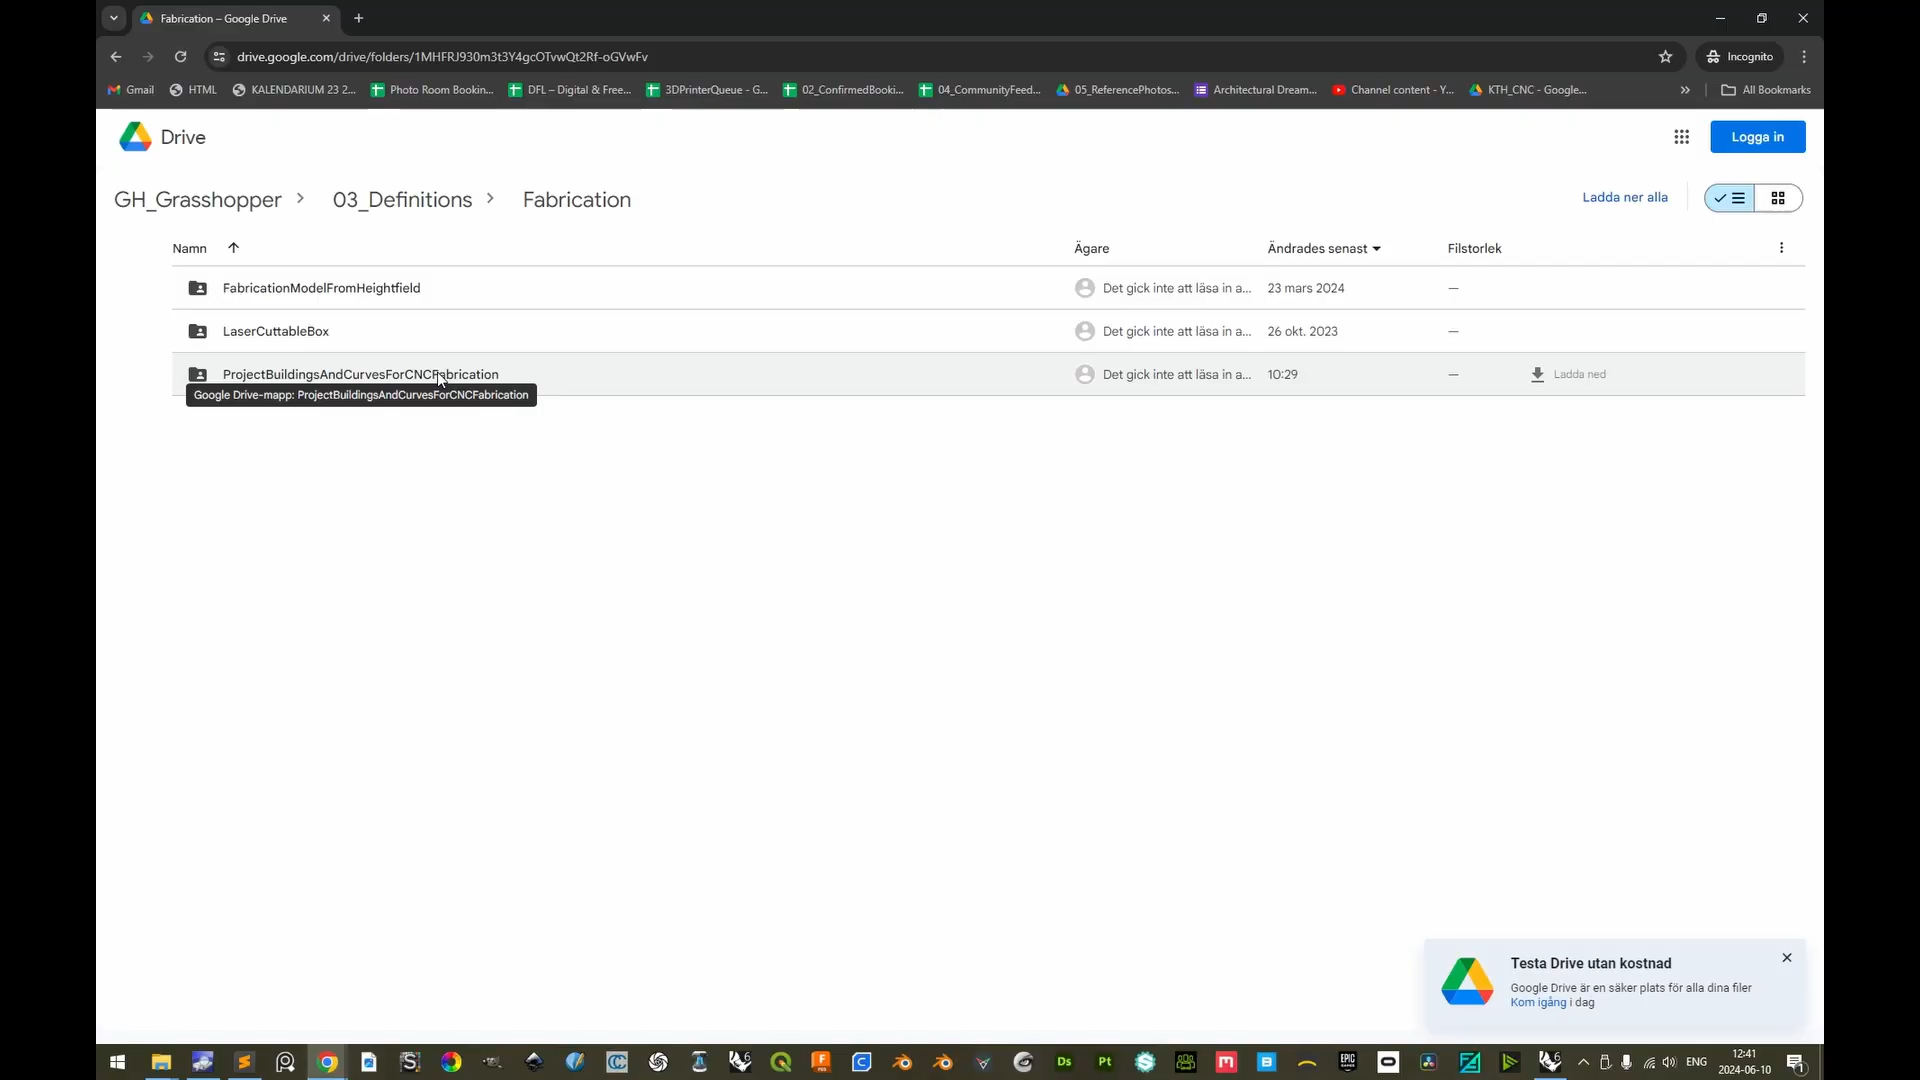 Fabrication – Google Drive
drive.google.com/drive/folders/1MHFRJ930m3t3Y4gcOTvwQt2Rf-oGVwFv
Incognito
Gmail
HTML
KALENDARIUM 23 2...
Photo Room Bookin...
DFL – Digital & Free...
3DPrinterQueue - G...
02_ConfirmedBooki...
04_CommunityFeed...
05_ReferencePhotos...
Architectural Dream...
Channel content - Y...
KTH_CNC - Google...
All Bookmarks
Drive
Logga in
GH_Grasshopper > 03_Definitions > Fabrication
Ladda ner alla
Namn Ägare Ändrades senast Filstorlek
FabricationModelFromHeightfield Det gick inte att läsa in a... 23 mars 2024 —
LaserCuttableBox Det gick inte att läsa in a... 26 okt. 2023 —
ProjectBuildingsAndCurvesForCNCFabrication Det gick inte att läsa in a... 10:29 — Ladda ned
Google Drive-mapp: ProjectBuildingsAndCurvesForCNCFabrication
Testa Drive utan kostnad
Google Drive är en säker plats för alla dina filer
Kom igång i dag
Ds
Pt
EPIC
GAMES
ENG
12:41
2024-06-10